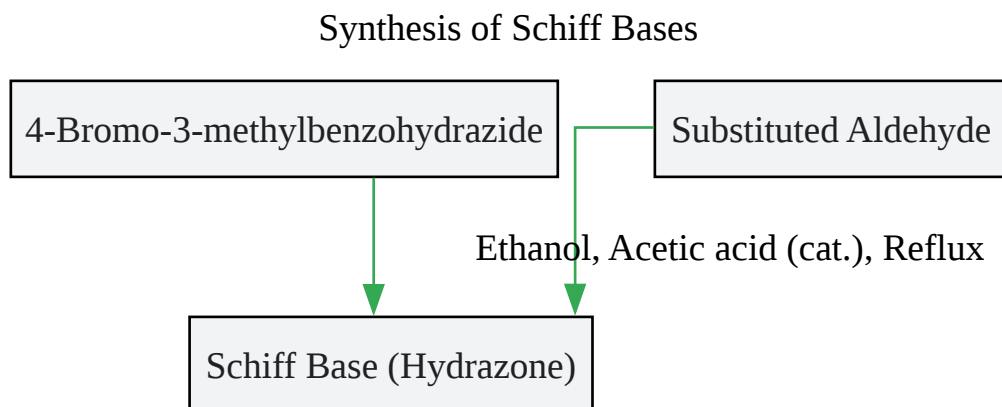 Synthesis of Schiff Bases
4-Bromo-3-methylbenzohydrazide
Substituted Aldehyde
Ethanol, Acetic acid (cat.), Reflux
Schiff Base (Hydrazone)